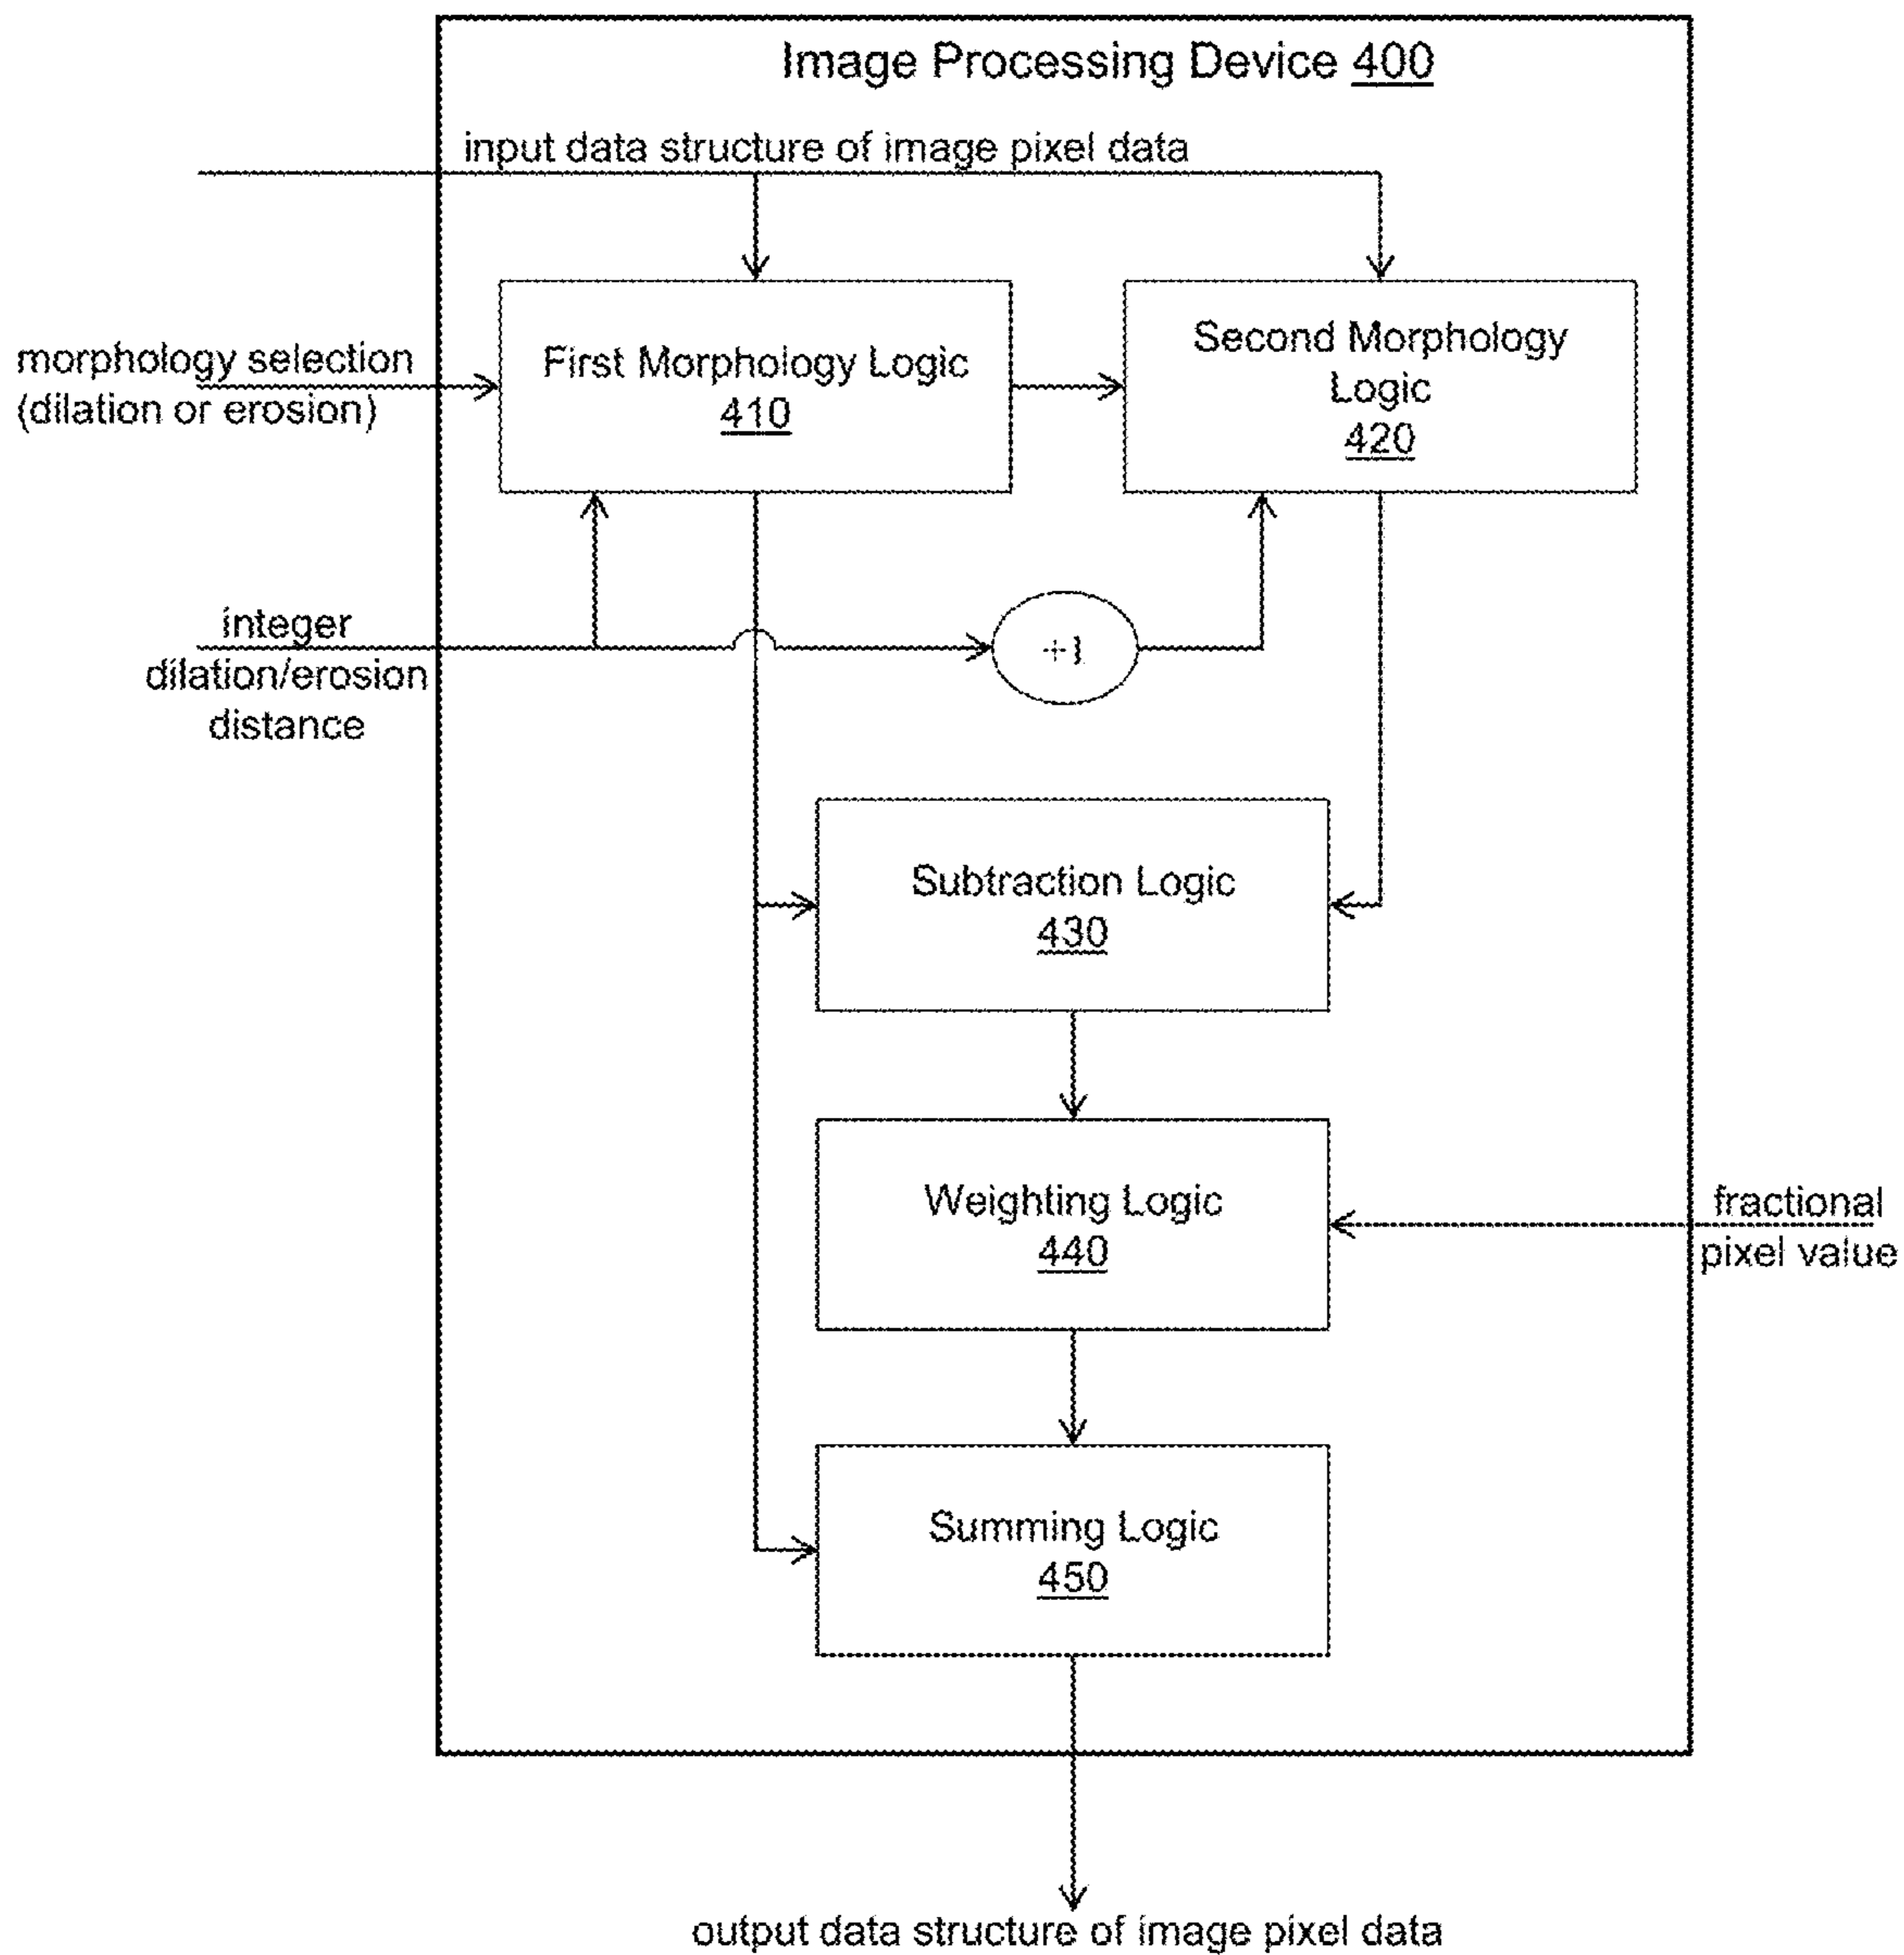 Image Processing Device 400
input data structure of image pixel data
First Morphology Logic
410
Second Morphology
Logic
420
morphology selection
(dilation or erosion)
integer
dilation/erosion
distance
+1
Subtraction Logic
430
Weighting Logic
440
fractional
pixel value
Summing Logic
450
output data structure of image pixel data